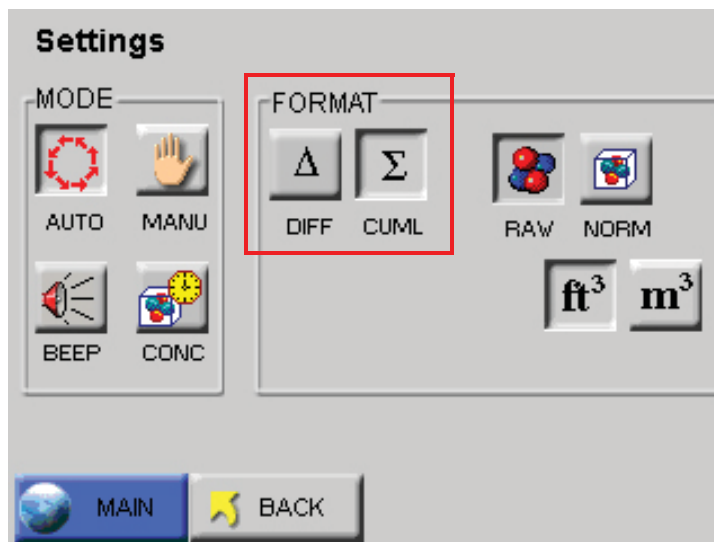 Settings
MODE
FORMAT
Δ Σ
AUTO MANU DIFF CUML RAW NORM
ft³ m³
BEEP CONC
MAIN BACK